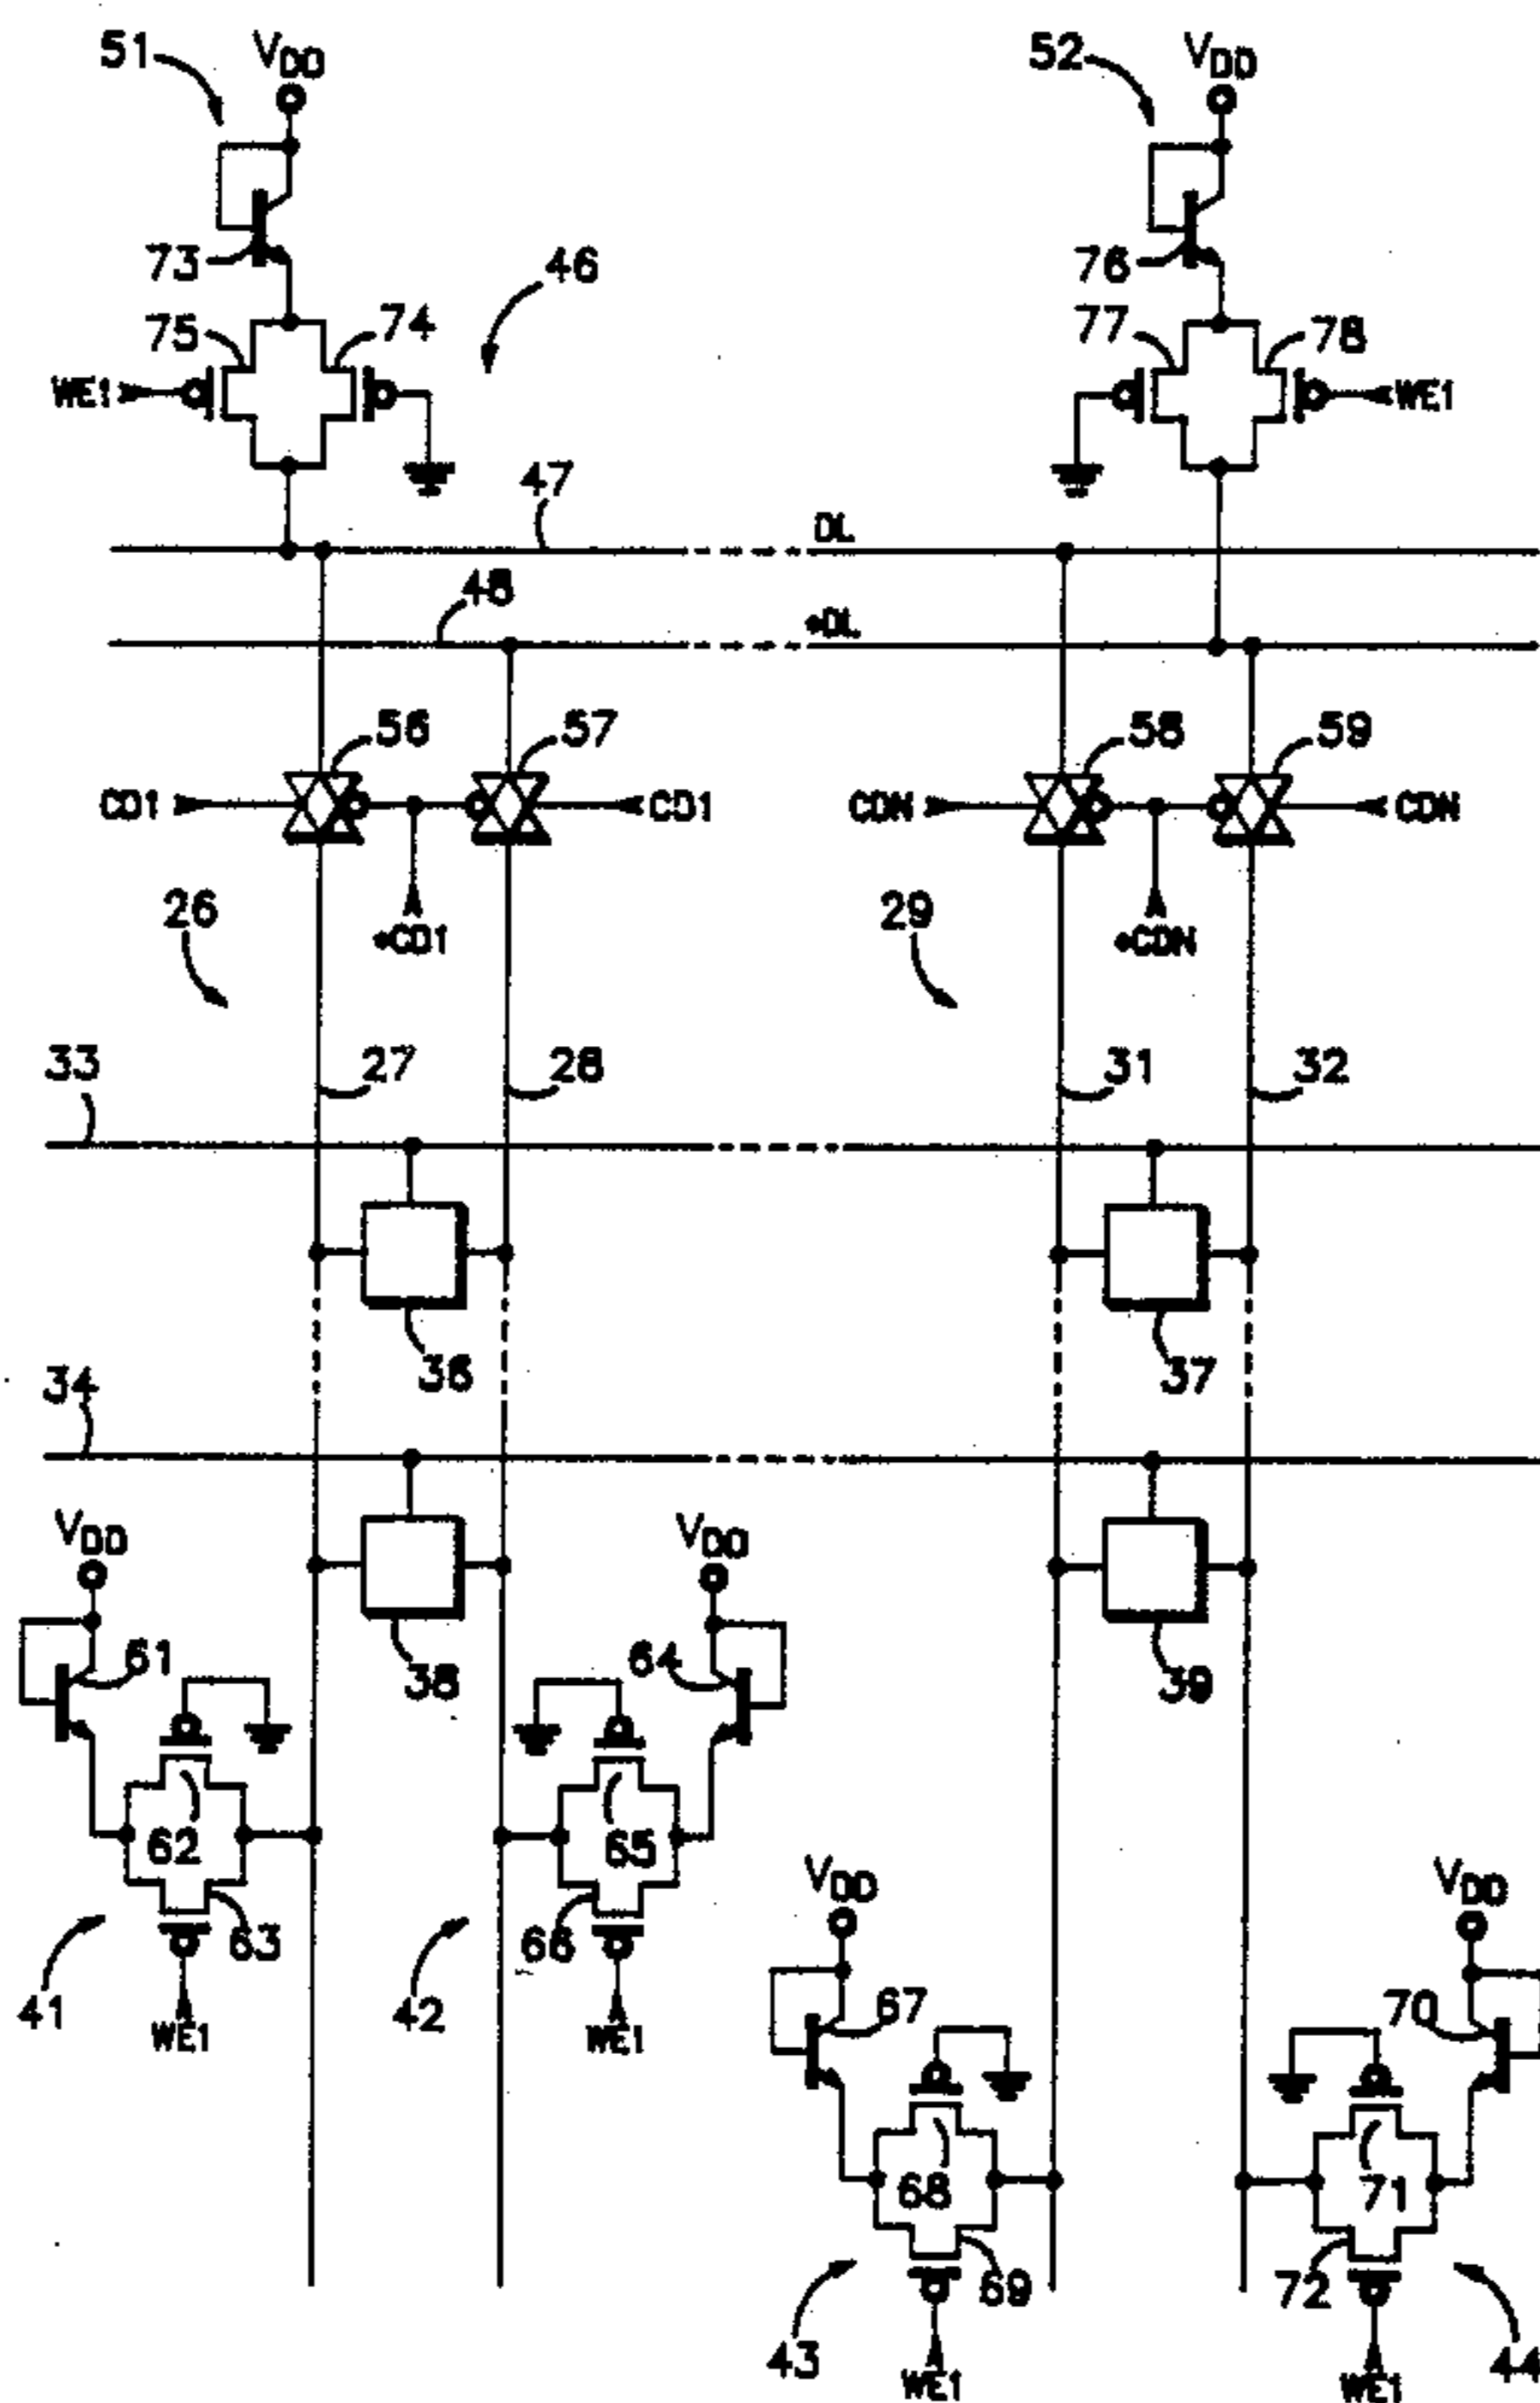 51 VDD 52 VDD
73 46 76
75 74 77 78
WE1 WE1
47 DL
48 *DL
56 57 58 59
CD1 CD1 CDN CDN
26 *CD1 29 *CDN
33 27 28 31 32
36 37
34
VDD VDD
61 38 64 39
62 65
63 66 VDD VDD
41 42 67 70
WE1 WE1
68 71
69 72
43 WE1 WE1 44